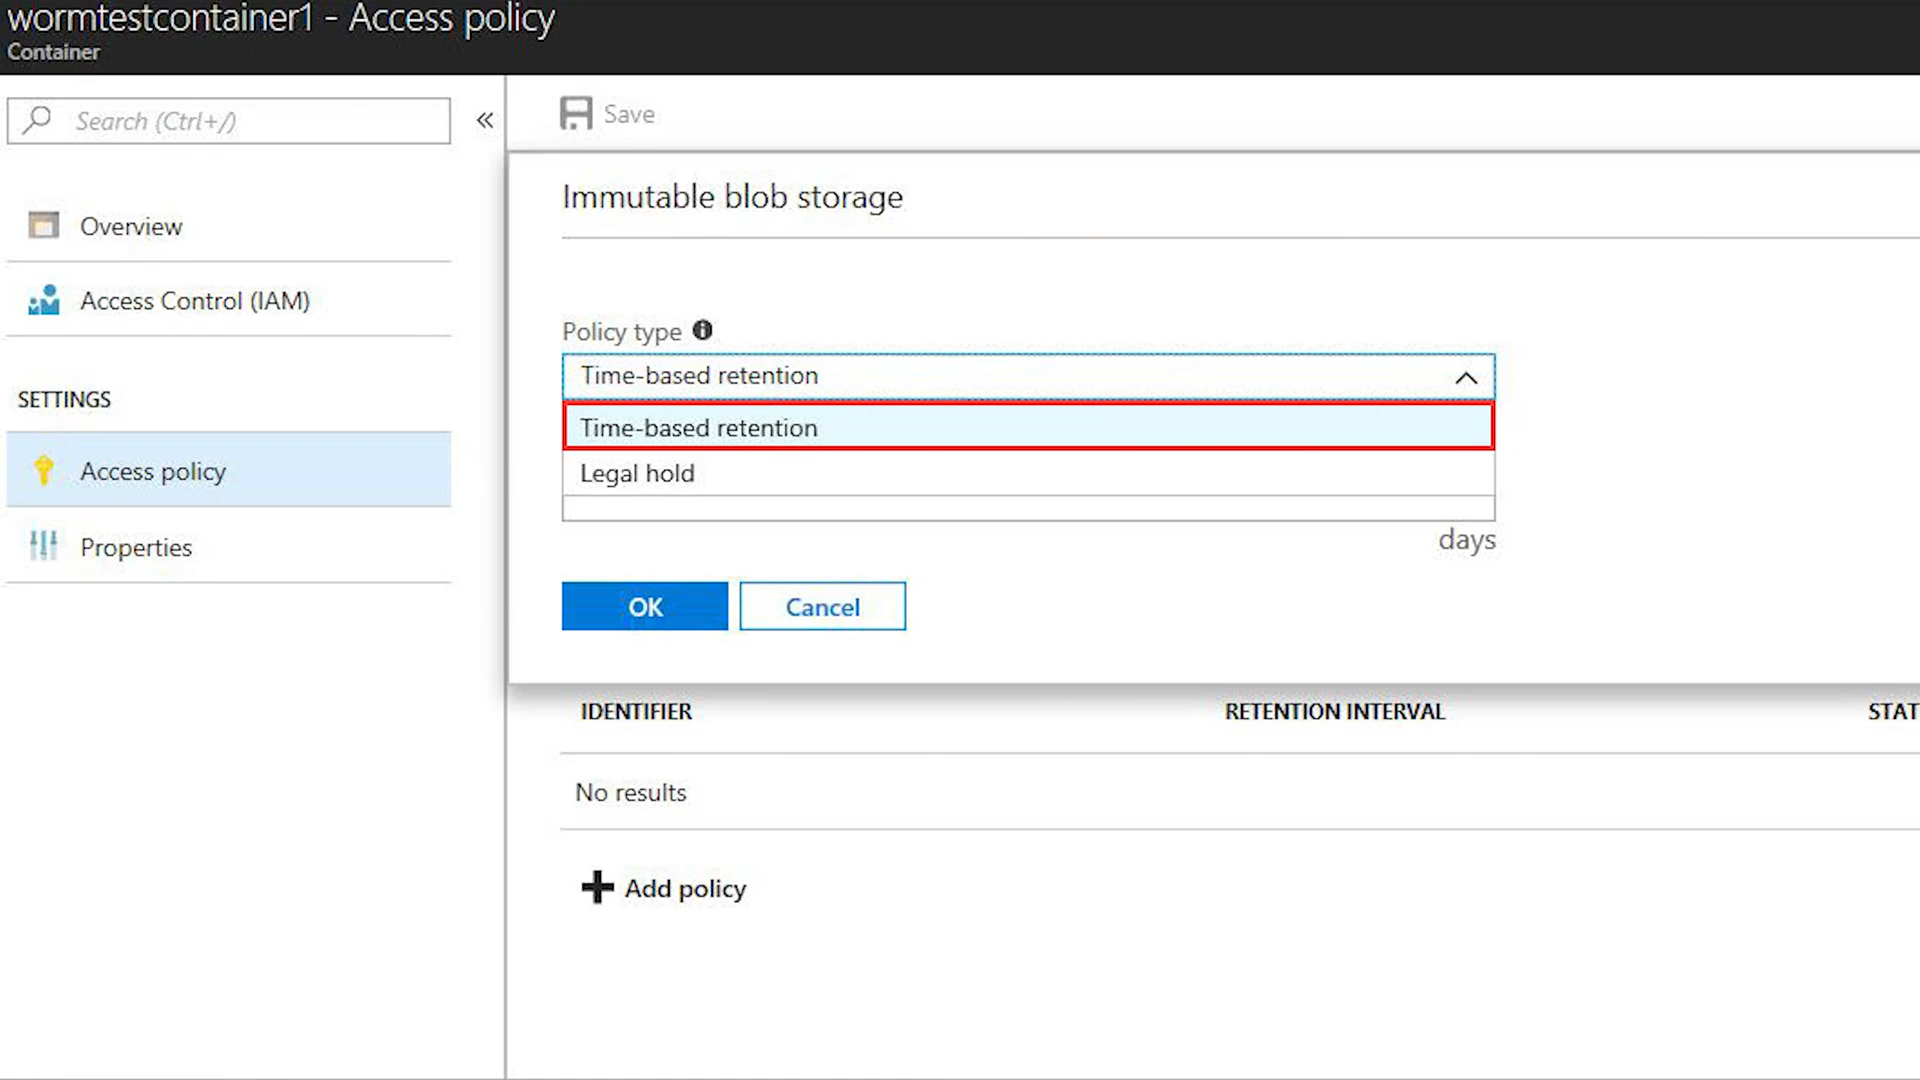 wormtestcontainer1 - Access policy
Container
Search (Ctrl+/)
«
Save
Overview
Access Control (IAM)
SETTINGS
Access policy
Properties
Immutable blob storage
Policy type
Time-based retention
Time-based retention
Legal hold
days
OK Cancel
IDENTIFIER RETENTION INTERVAL STAT
No results
Add policy